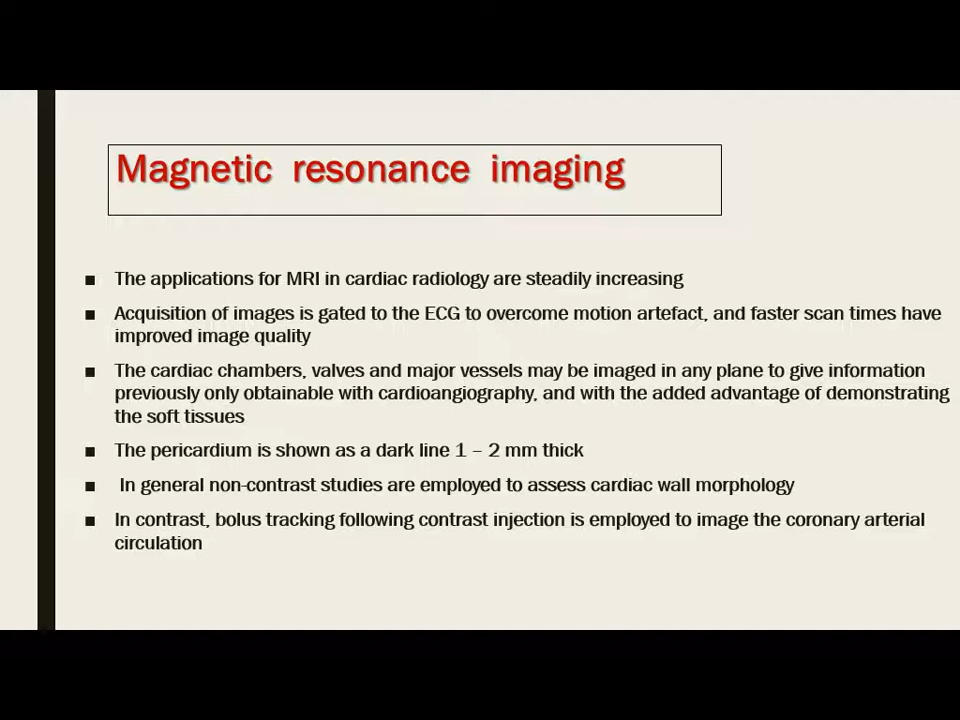 Magnetic resonance imaging
■ The applications for MRI in cardiac radiology are steadily increasing
■ Acquisition of images is gated to the ECG to overcome motion artefact, and faster scan times have
improved image quality
■ The cardiac chambers, valves and major vessels may be imaged in any plane to give information
previously only obtainable with cardioangiography, and with the added advantage of demonstrating
the soft tissues
■ The pericardium is shown as a dark line 1 – 2 mm thick
■ In general non-contrast studies are employed to assess cardiac wall morphology
■ In contrast, bolus tracking following contrast injection is employed to image the coronary arterial
circulation